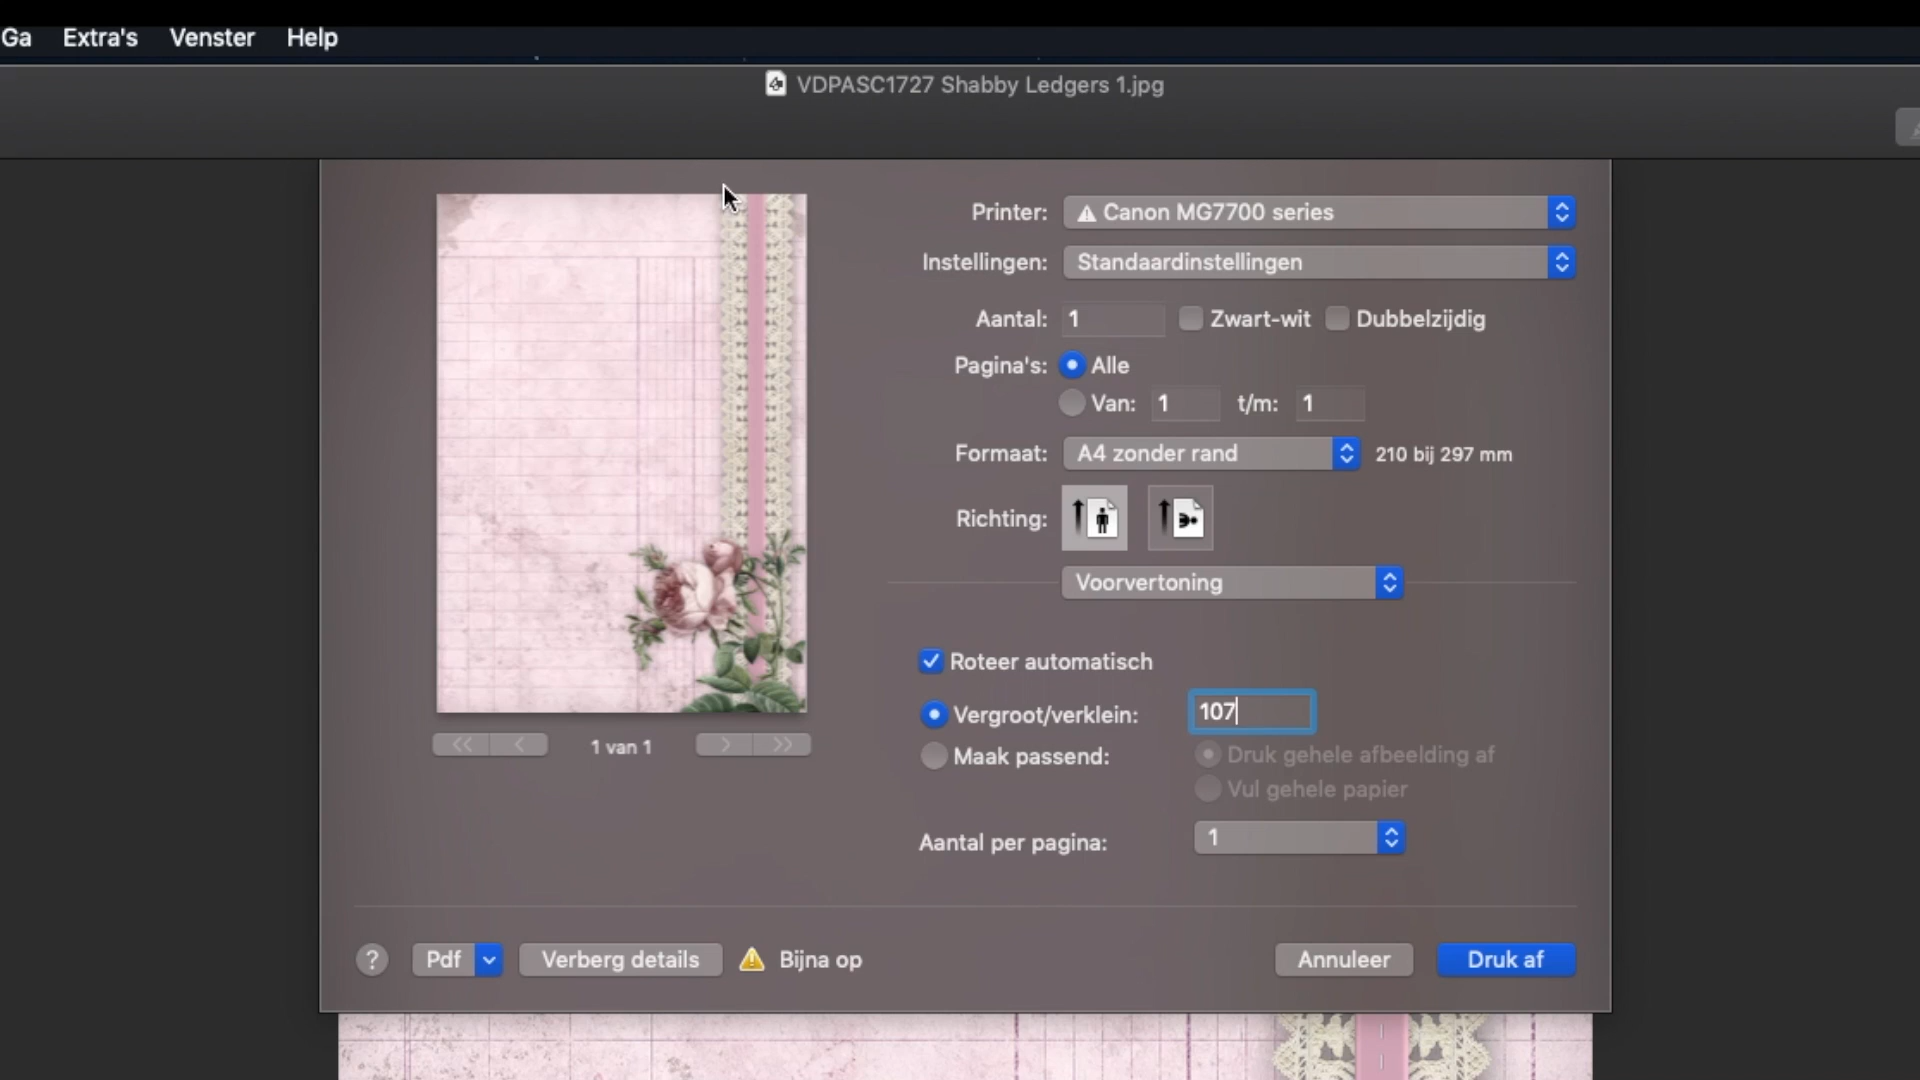 Ga Extra's Venster Help
VDPASC1727 Shabby Ledgers 1.jpg
Printer: Canon MG7700 series
Instellingen: Standaardinstellingen
Aantal: 1 Zwart-wit Dubbelzijdig
Pagina's: Alle
Van: 1 t/m: 1
Formaat: A4 zonder rand 210 bij 297 mm
Richting:
Voorvertoning
Roteer automatisch
Vergroot/verklein: 107
Maak passend: Druk gehele afbeelding af
Vul gehele papier
1 van 1
Aantal per pagina: 1
? Pdf Verberg details Bijna op Annuleer Druk af